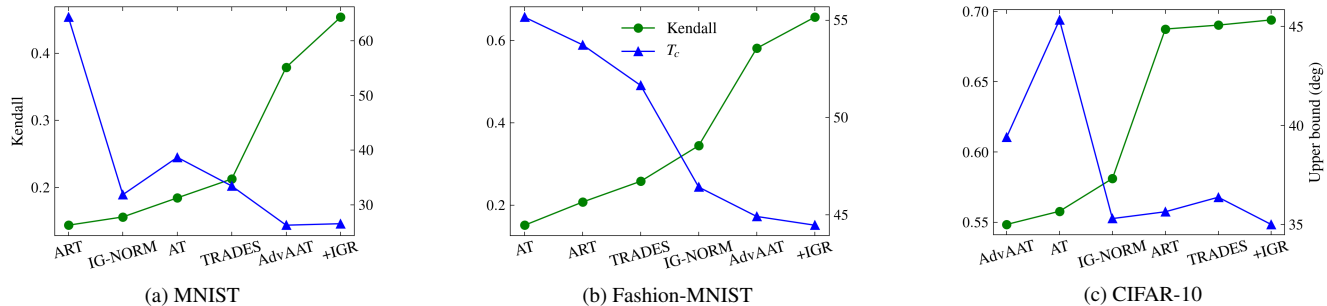 Kendall
0.4
0.3
0.2
60
50
40
30
ART
IG-NORM
AT
TRADES
AdvAAT
+IGR
(a) MNIST
0.6
0.4
0.2
Kendall
T_c
55
50
45
AT
ART
TRADES
IG-NORM
AdvAAT
+IGR
(b) Fashion-MNIST
0.70
0.65
0.60
0.55
45
40
35
Upper bound (deg)
AdvAAT
AT
IG-NORM
ART
TRADES
+IGR
(c) CIFAR-10